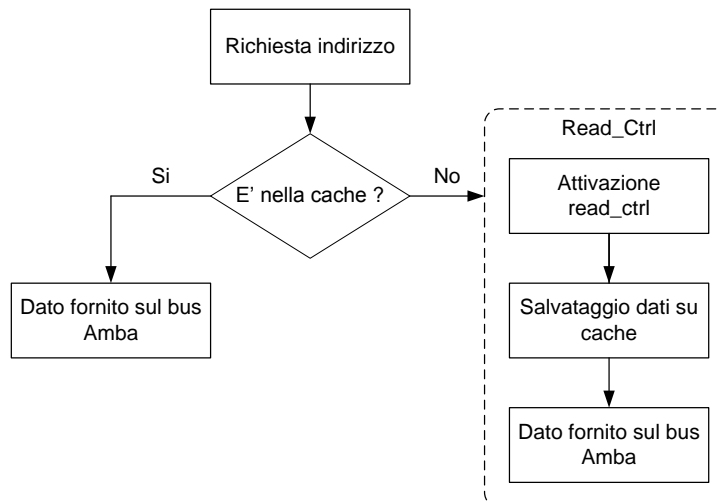 Richiesta indirizzo
Read_Ctrl
Si
E’ nella cache ?
No
Attivazione
read_ctrl
Dato fornito sul bus
Amba
Salvataggio dati su
cache
Dato fornito sul bus
Amba